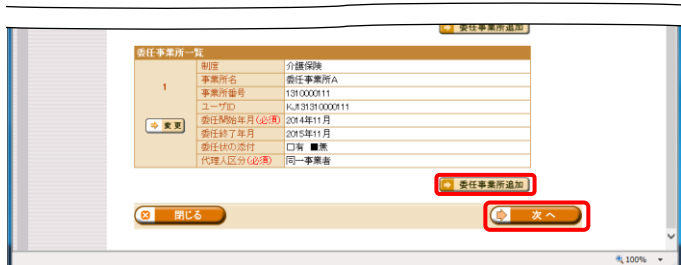 委任事業所追加
委任事業所一覧
1
変更
制度 介護保険
事業所名 委任事業所A
事業所番号 1310000111
ユーザID KJ131310000111
委任開始年月(必須) 2014年11月
委任終了年月 2015年11月
委任状の添付 □有 ■無
代理人区分(必須) 同一事業者
委任事業所追加
閉じる 次へ
100%